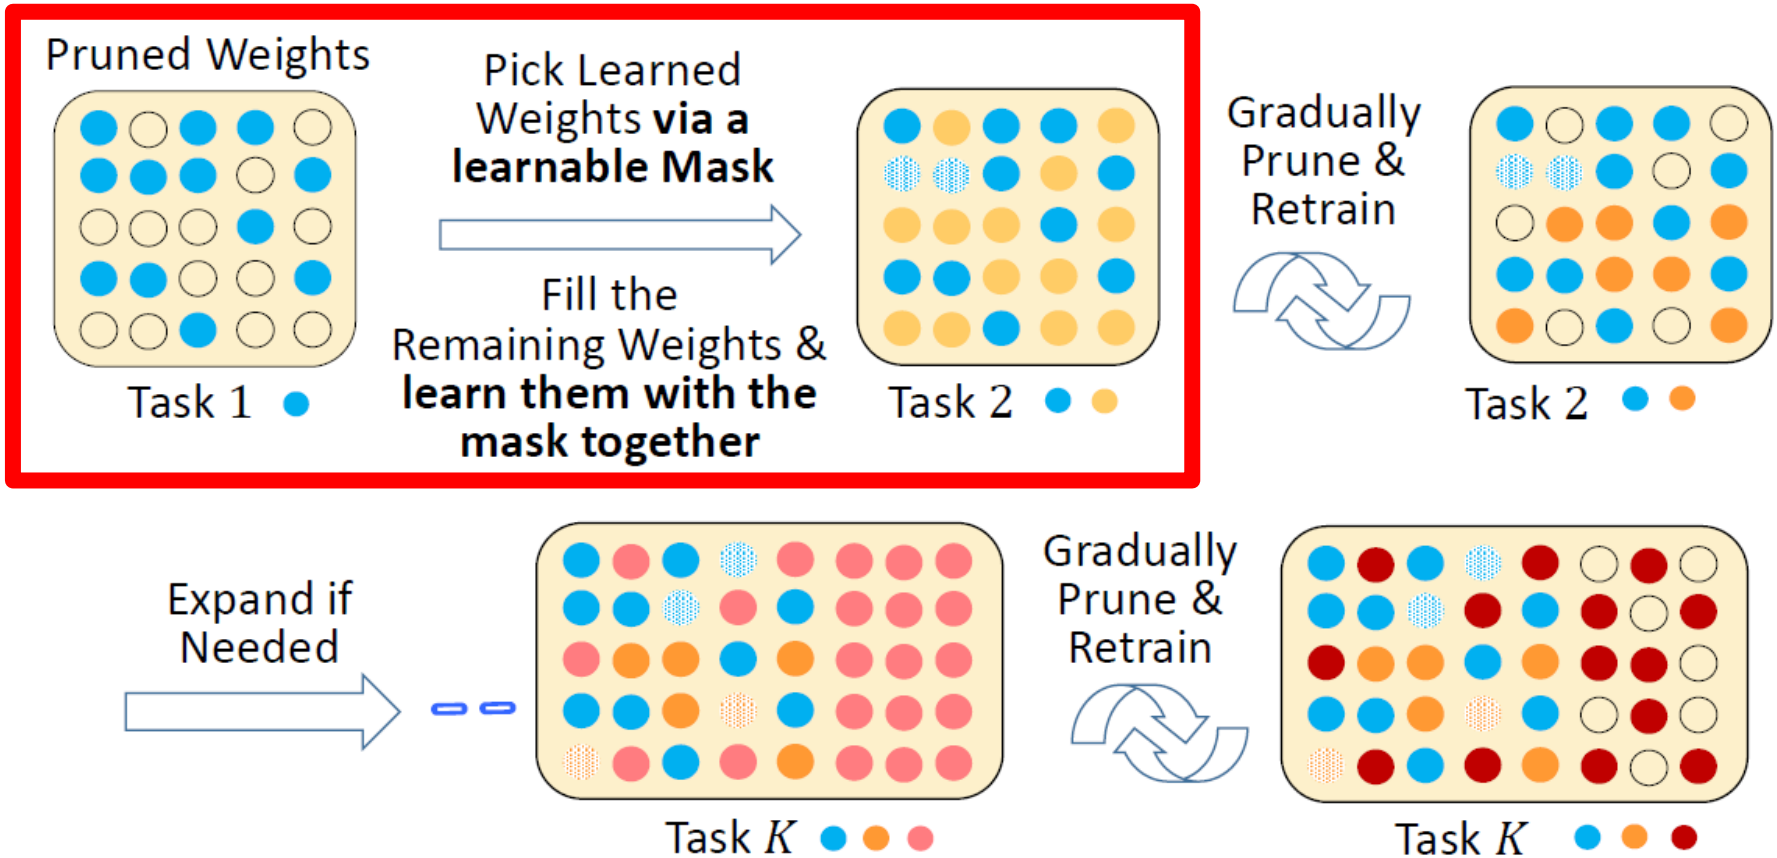 Pruned Weights
Pick Learned
Weights via a
learnable Mask
Fill the
Remaining Weights &
learn them with the
mask together
Task 1
Task 2
Gradually
Prune &
Retrain
Task 2
Expand if
Needed
Task K
Gradually
Prune &
Retrain
Task K